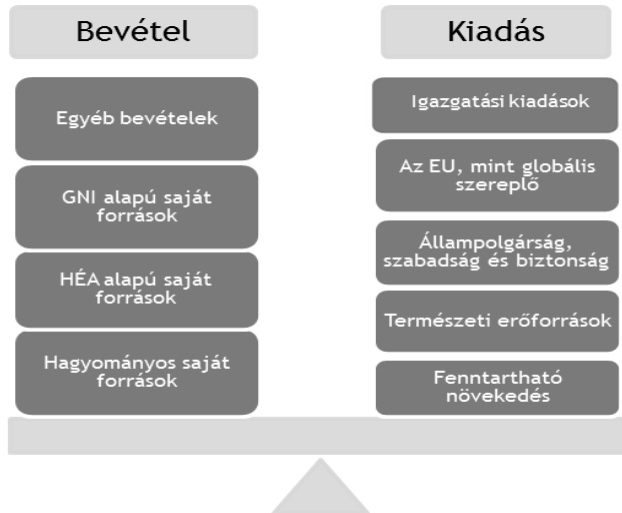 Bevétel
Egyéb bevételek
GNI alapú saját
források
HÉA alapú saját
források
Hagyományos saját
források
Kiadás
Igazgatási kiadások
Az EU, mint globális
szereplő
Állampolgárság,
szabadság és biztonság
Természeti erőforrások
Fenntartható
növekedés